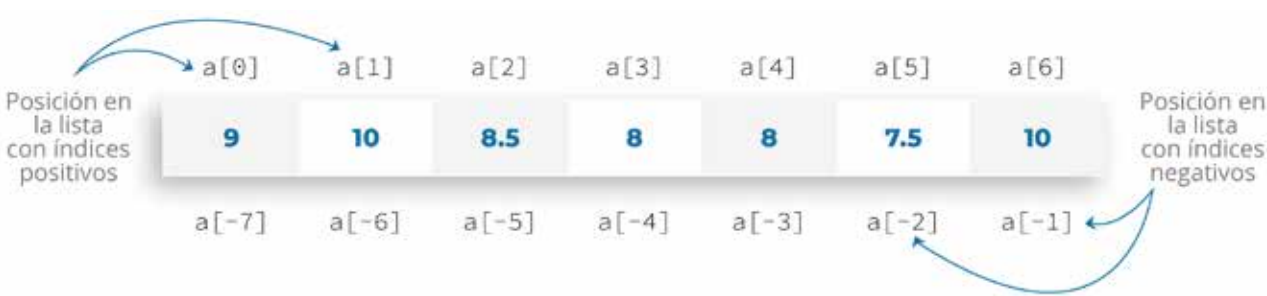 a[0] a[1] a[2] a[3] a[4] a[5] a[6]
Posición en
la lista
con índices
positivos
9 10 8.5 8 8 7.5 10
Posición en
la lista
con índices
negativos
a[-7] a[-6] a[-5] a[-4] a[-3] a[-2] a[-1]